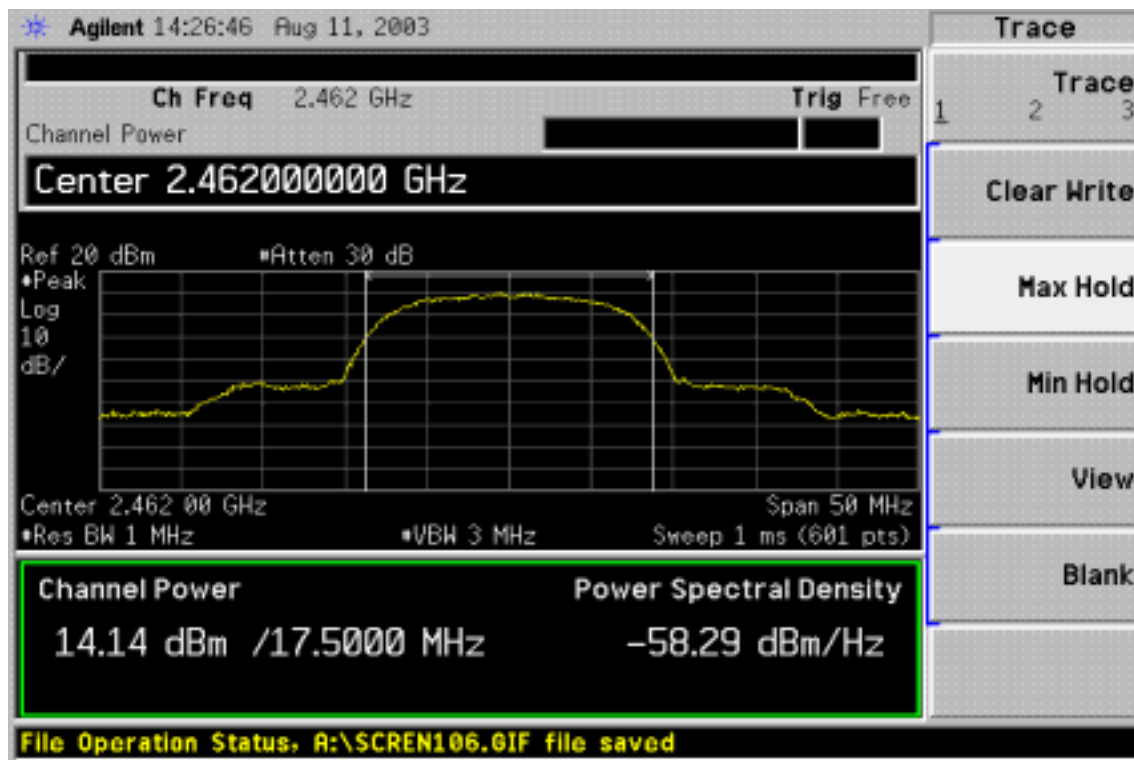 Agilent 14:26:46 Aug 11, 2003
Trace
Ch Freq 2.462 GHz Trig Free
Channel Power
Center 2.462000000 GHz
Ref 20 dBm #Atten 30 dB
#Peak
Log
10
dB/
Center 2.462 00 GHz Span 50 MHz
#Res BW 1 MHz #VBW 3 MHz Sweep 1 ms (601 pts)
Channel Power Power Spectral Density
14.14 dBm /17.5000 MHz -58.29 dBm/Hz
File Operation Status, A:\SCREN106.GIF file saved
Trace
1 2 3
Clear Write
Max Hold
Min Hold
View
Blank